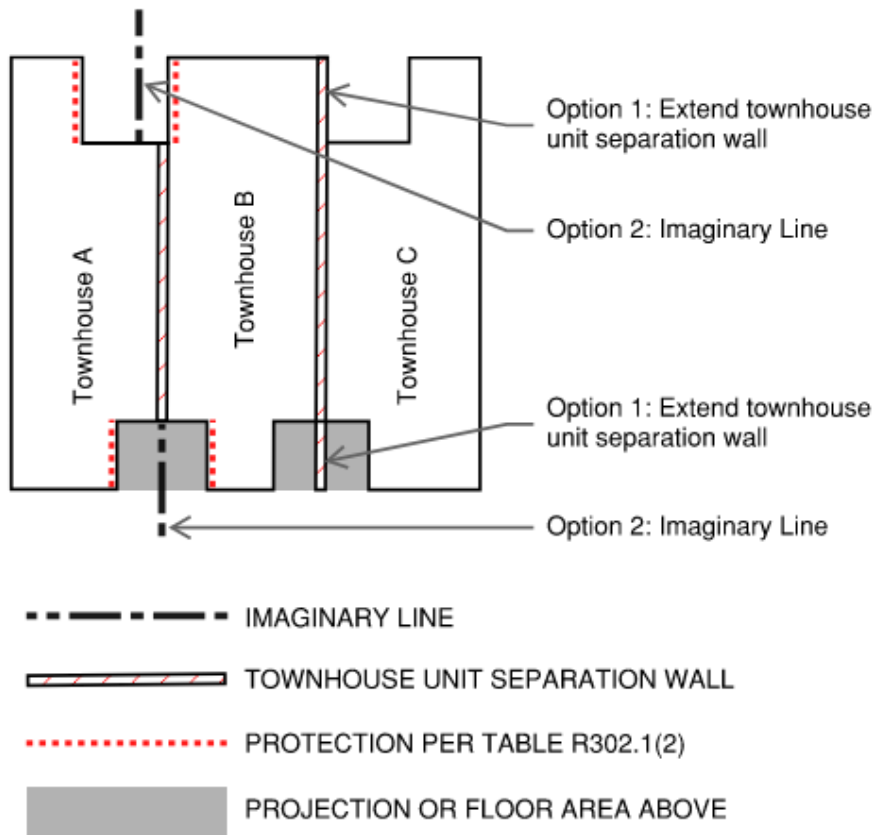 Option 1: Extend townhouse
unit separation wall
Option 2: Imaginary Line
Townhouse A
Townhouse B
Townhouse C
Option 1: Extend townhouse
unit separation wall
Option 2: Imaginary Line
IMAGINARY LINE
TOWNHOUSE UNIT SEPARATION WALL
PROTECTION PER TABLE R302.1(2)
PROJECTION OR FLOOR AREA ABOVE